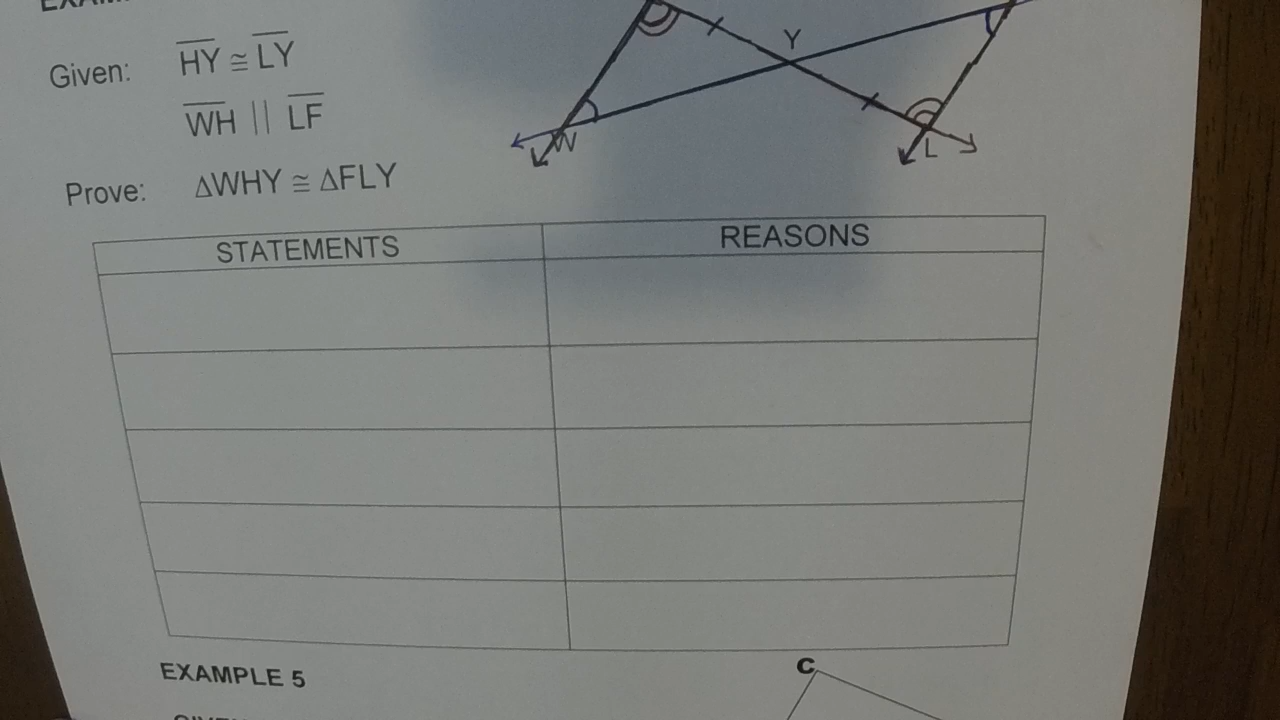 Y
Given: HY ≅ LY
WH || LF
W
L
Prove: ΔWHY ≅ ΔFLY
STATEMENTS REASONS
EXAMPLE 5
C